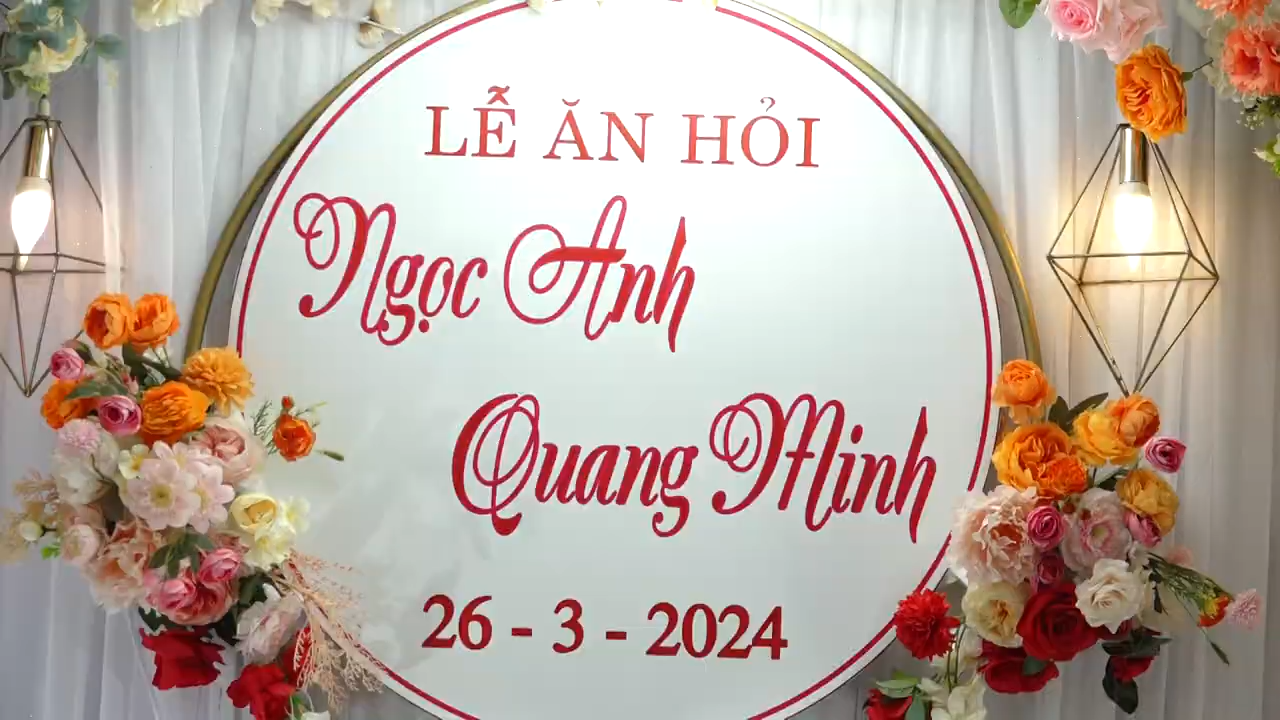 LỄ ĂN HỎI
Ngọc Anh
Quang Minh
26 - 3 - 2024